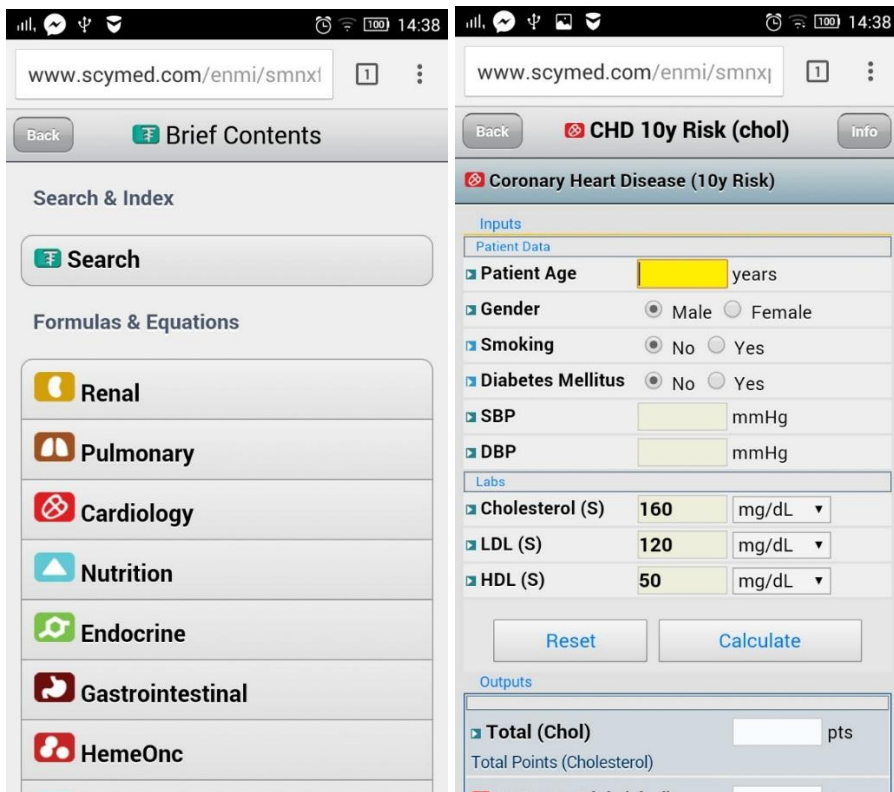 100 14:38
www.scymed.com/enmi/smnxf
1
Back
Brief Contents
Search & Index
Search
Formulas & Equations
Renal
Pulmonary
Cardiology
Nutrition
Endocrine
Gastrointestinal
HemeOnc
100 14:38
www.scymed.com/enmi/smnxp
1
Back
CHD 10y Risk (chol)
Info
Coronary Heart Disease (10y Risk)
Inputs
Patient Data
Patient Age years
Gender Male Female
Smoking No Yes
Diabetes Mellitus No Yes
SBP mmHg
DBP mmHg
Labs
Cholesterol (S) 160 mg/dL
LDL (S) 120 mg/dL
HDL (S) 50 mg/dL
Reset Calculate
Outputs
Total (Chol) pts
Total Points (Cholesterol)